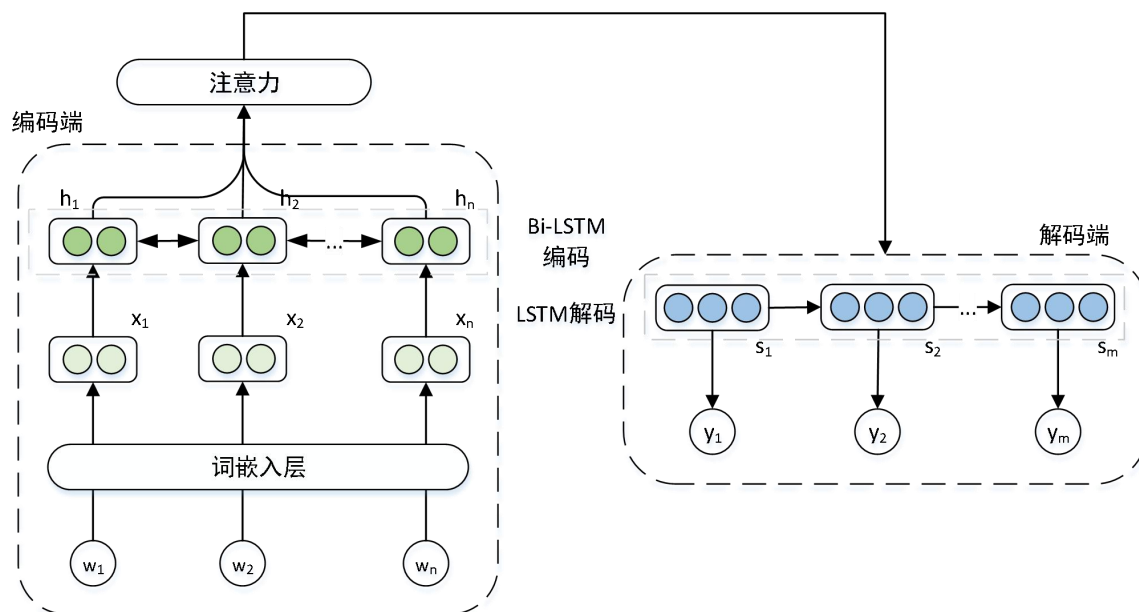 注意力
编码端
h1
h2
hn
...
Bi-LSTM
编码
x1
x2
xn
词嵌入层
w1
w2
wn
解码端
LSTM解码
...
s1
s2
sm
y1
y2
ym